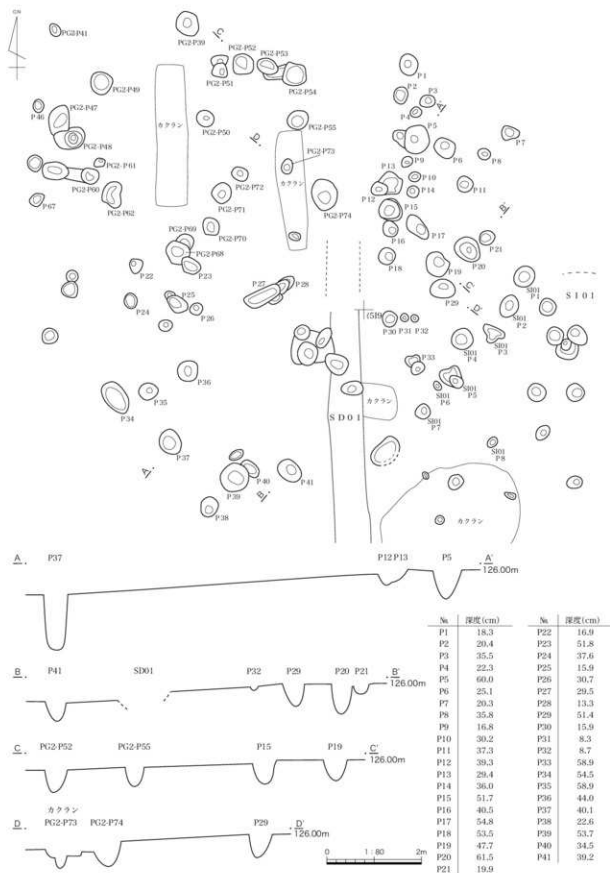 GN
PG2-P41
PG2-P39
C
PG2-P52
PG2-P53
PG2-P51
PG2-P54
PG2-P49
P46
PG2-P47
PG2-P48
PG2-P61
PG2-P60
P67
PG2-P62
カクラン
PG2-P50
D
PG2-P55
PG2-P73
カクラン
PG2-P72
PG2-P71
PG2-P74
PG2-P70
PG2-P69
PG2-P68
P23
P22
P24
P25
P26
P27
P28
P1
P2
P3
P4
A'
P5
P6
P7
P8
P9
P10
P11
P12
P13
P14
P15
P16
P17
B'
P18
P19
P20
P21
C'
P29
D'
SI01
P1
SI01
SI01
P2
P30
P31
P32
SI01
P3
SI01
P4
P33
SI01
P5
SI01
P6
SI01
P7
SI01
P8
P36
P35
P34
P37
A
P40
P39
B
P41
P38
SD01
カクラン
カクラン
A
P37
P12 P13
P5
A'
126.00m
B
P41
SD01
P32
P29
P20
P21
B'
126.00m
C
PG2-P52
PG2-P55
P15
P19
C'
126.00m
カクラン
D
PG2-P73
PG2-P74
P29
D'
126.00m
0
1:80
2m
№ 深度(cm)
P1 18.3
P2 20.4
P3 35.5
P4 22.3
P5 60.0
P6 25.1
P7 20.3
P8 35.8
P9 16.8
P10 30.2
P11 37.3
P12 39.3
P13 29.4
P14 36.0
P15 51.7
P16 40.5
P17 54.8
P18 53.5
P19 47.7
P20 61.5
P21 19.9
№ 深度(cm)
P22 16.9
P23 51.8
P24 37.6
P25 15.9
P26 30.7
P27 29.5
P28 13.3
P29 51.4
P30 15.9
P31 8.3
P32 8.7
P33 58.9
P34 54.5
P35 58.9
P36 44.0
P37 40.1
P38 22.6
P39 53.7
P40 34.5
P41 39.2